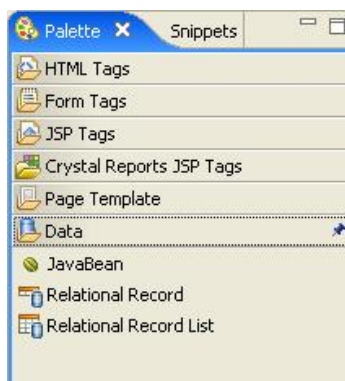 Palette Snippets
HTML Tags
Form Tags
JSP Tags
Crystal Reports JSP Tags
Page Template
Data
JavaBean
Relational Record
Relational Record List